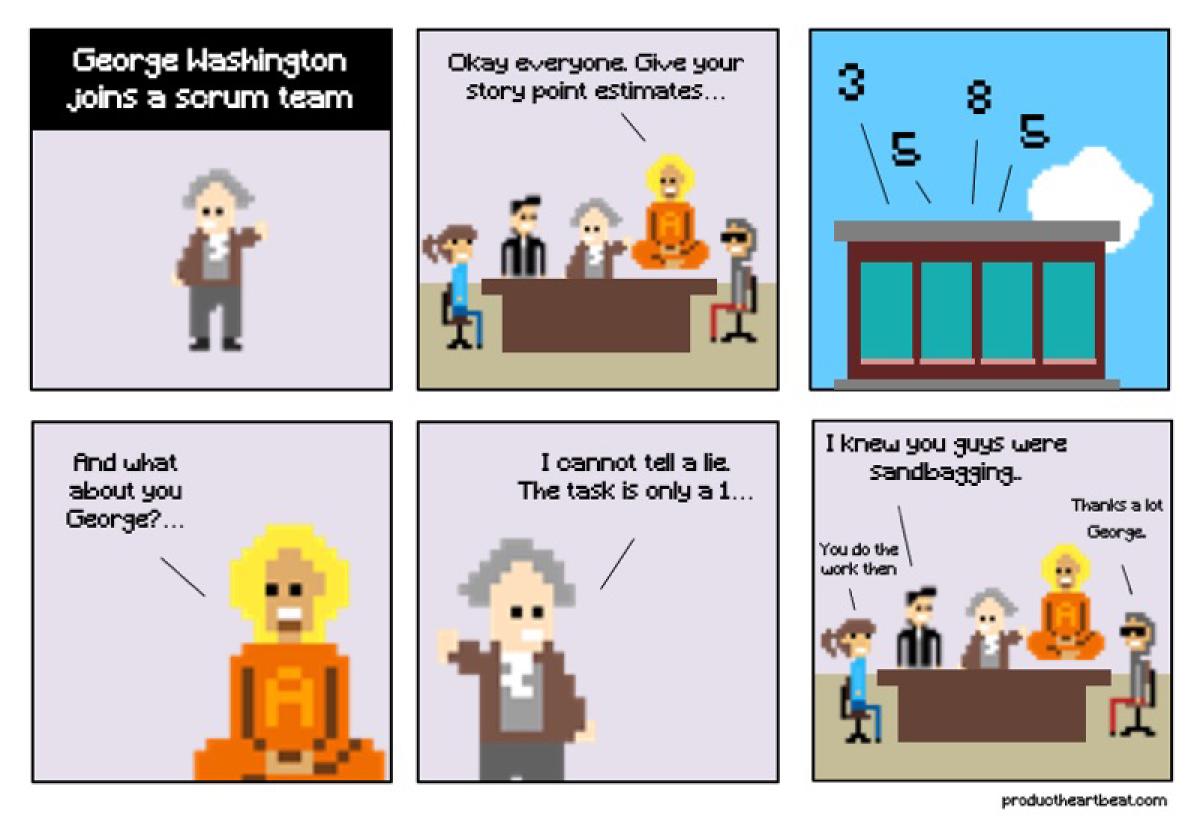 George Washington
joins a scrum team
Okay everyone. Give your
story point estimates...
3
8
5
5
And what
about you
George?...
I cannot tell a lie.
The task is only a 1...
I knew you guys were
sandbagging..
Thanks a lot
George.
You do the
work then
A
A
A
productheartbeat.com